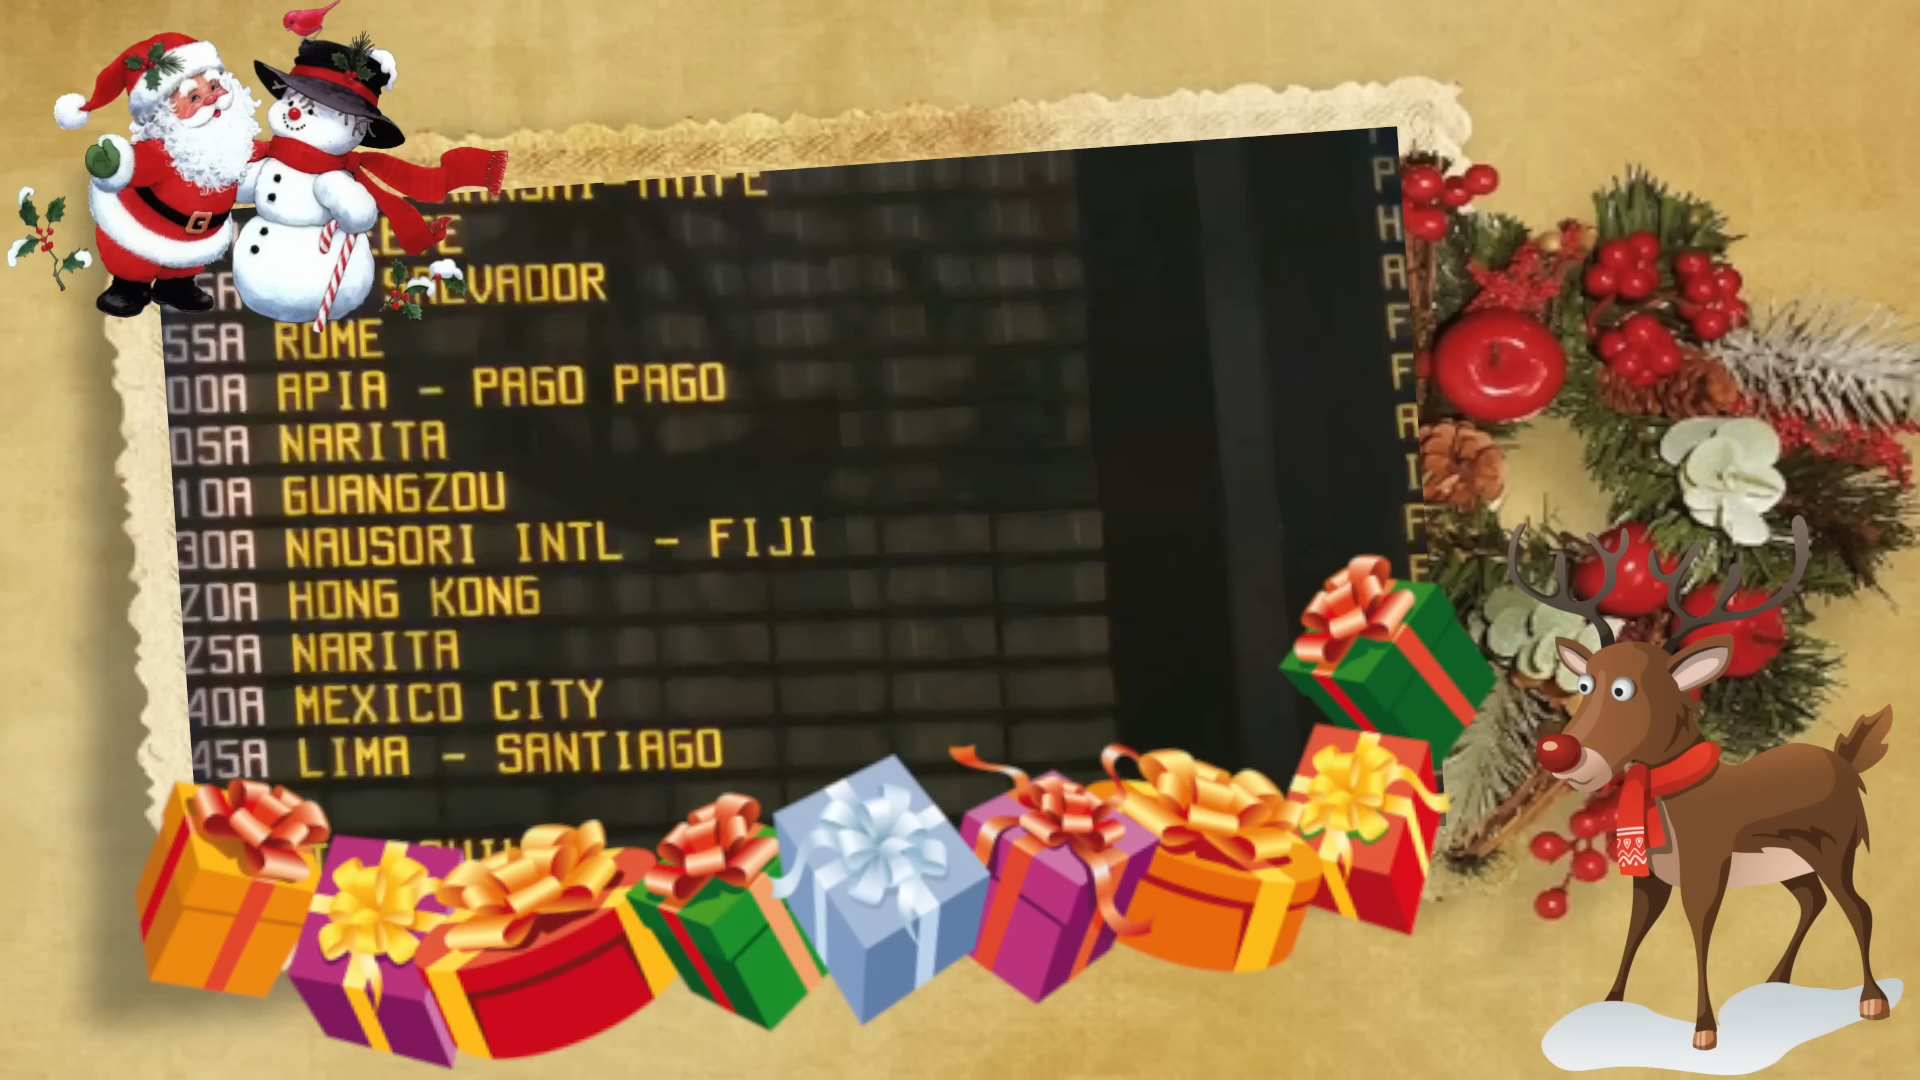 SALVADOR
55A ROME
00A APIA - PAGO PAGO
05A NARITA
10A GUANGZOU
30A NAUSORI INTL - FIJI
20A HONG KONG
25A NARITA
40A MEXICO CITY
45A LIMA - SANTIAGO
P
H
A
F
F
A
I
F